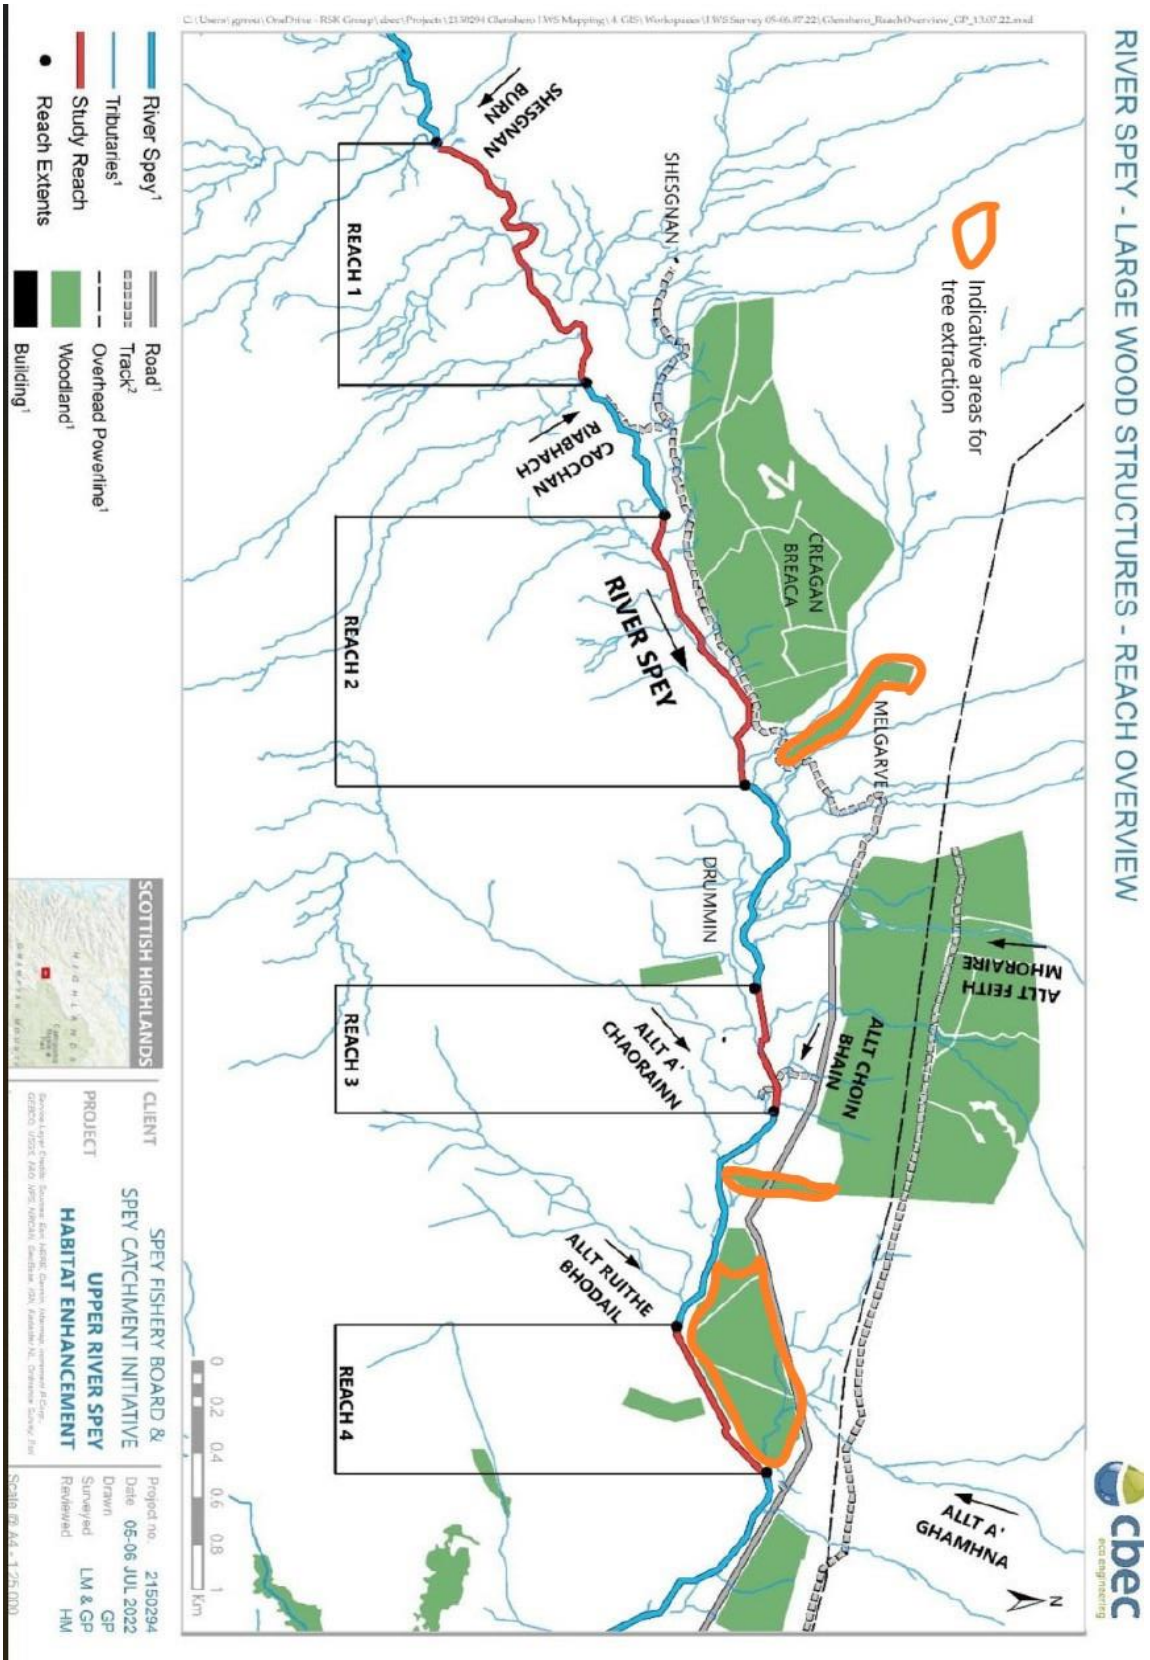 RIVER SPEY - LARGE WOOD STRUCTURES - REACH OVERVIEW
cbec
eco engineering
Indicative areas for
tree extraction
SHESGNAN
BURN
SHESGNAN
CREAGAN
BREACA
MELGARVE
CAOCHAN
RIABHACH
RIVER SPEY
DRUMMIN
ALLT FEITH
MHORAIRE
ALLT CHOIN
BHAIN
ALLT A'
CHAORAINN
ALLT RUITHE
BHODAIL
ALLT A'
GHAMHNA
N
REACH 1
REACH 2
REACH 3
REACH 4
0 0.2 0.4 0.6 0.8 1
Km
River Spey¹
Tributaries¹
Study Reach
Reach Extents
Road¹
Track²
Overhead Powerline¹
Woodland¹
Building¹
SCOTTISH HIGHLANDS
CLIENT
SPEY FISHERY BOARD &
SPEY CATCHMENT INITIATIVE
PROJECT
UPPER RIVER SPEY
HABITAT ENHANCEMENT
Project no. 2150294
Date 05-06 JUL 2022
Drawn GP
Surveyed LM & GP
Reviewed HM
Scale @ A4 - 1:25,000